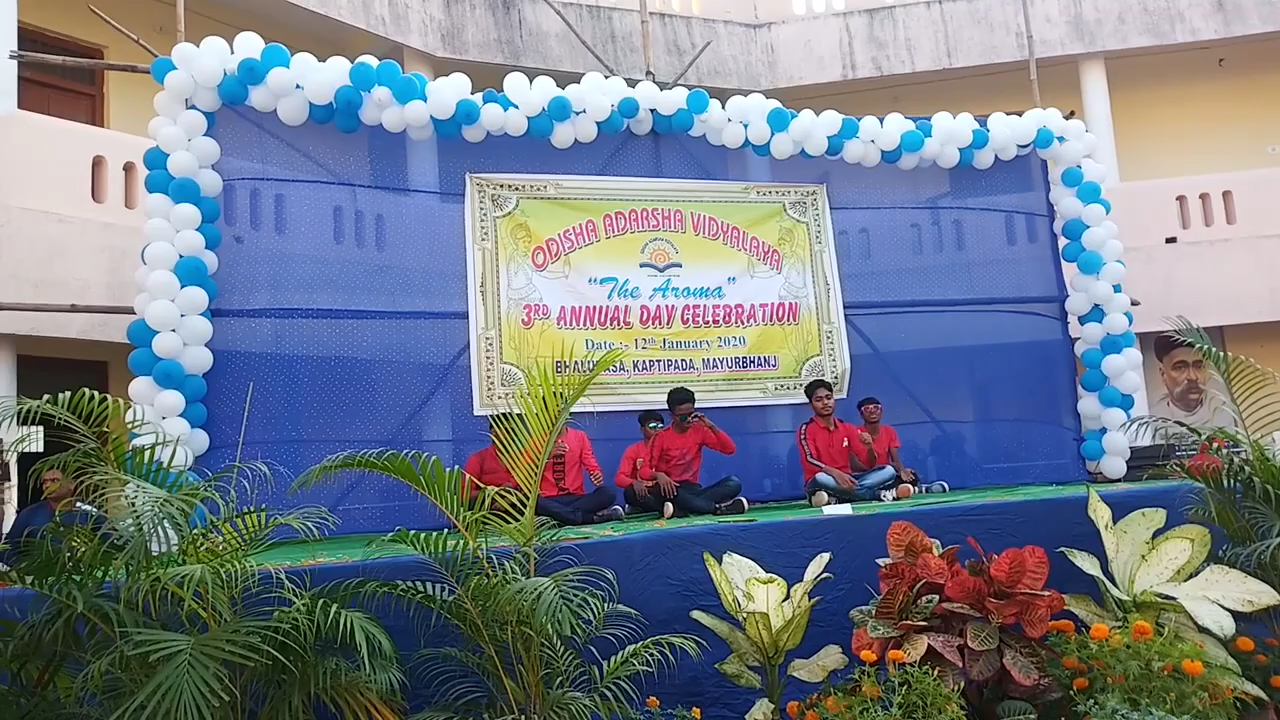 ODISHA ADARSHA VIDYALAYA
"The Aroma"
3RD ANNUAL DAY CELEBRATION
Date :- 12th January 2020
KAPTIPADA, MAYURBHANJ